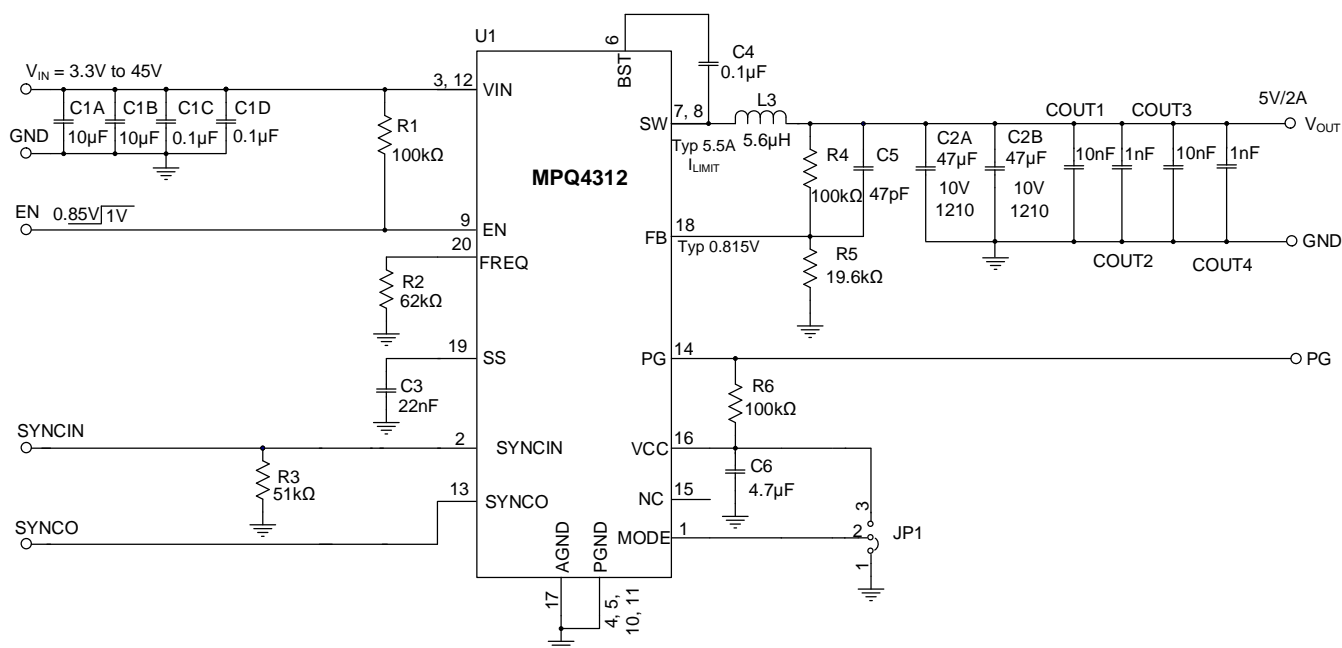 U1
V_IN = 3.3V to 45V
C1A
10µF
C1B
10µF
C1C
0.1µF
C1D
0.1µF
GND
R1
100kΩ
EN
0.85V 1V
3, 12
VIN
9
EN
20
FREQ
R2
62kΩ
19
SS
C3
22nF
SYNCIN
2
SYNCIN
R3
51kΩ
13
SYNCO
SYNCO
MPQ4312
6
BST
C4
0.1µF
7, 8
SW
Typ 5.5A
I_LIMIT
L3
5.6µH
R4
100kΩ
C5
47pF
C2A
47µF
10V
1210
C2B
47µF
10V
1210
COUT1
10nF
1nF
COUT2
COUT3
10nF
1nF
COUT4
5V/2A
V_OUT
GND
18
FB
Typ 0.815V
R5
19.6kΩ
14
PG
PG
R6
100kΩ
16
VCC
C6
4.7µF
15
NC
1
MODE
3
2
1
JP1
AGND
PGND
17
4, 5,
10, 11